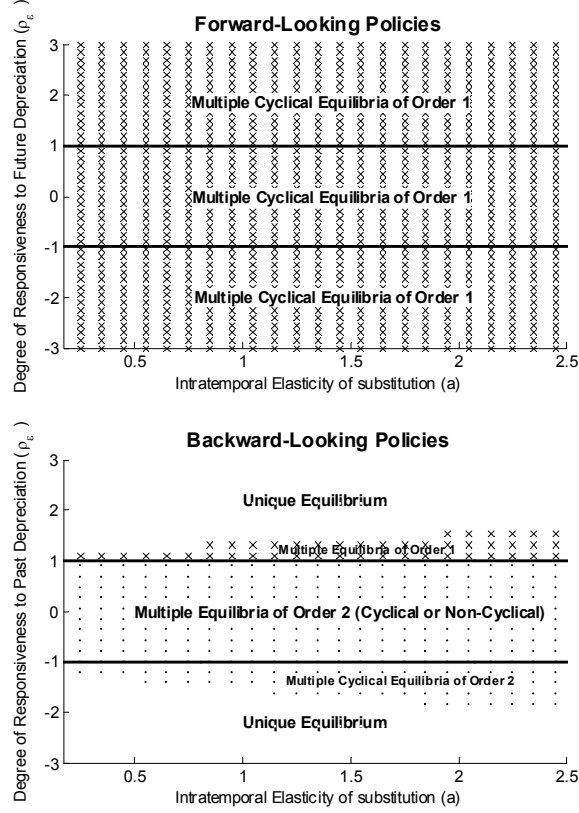 Forward-Looking Policies
Degree of Responsiveness to Future Depreciation (ρε)
3
2
1
0
-1
-2
-3
Multiple Cyclical Equilibria of Order 1
Multiple Cyclical Equilibria of Order 1
Multiple Cyclical Equilibria of Order 1
0.5 1 1.5 2 2.5
Intratemporal Elasticity of substitution (a)
Backward-Looking Policies
Degree of Responsiveness to Past Depreciation (ρε)
3
2
1
0
-1
-2
-3
Unique Equilibrium
Multiple Equilibria of Order 1
Multiple Equilibria of Order 2 (Cyclical or Non-Cyclical)
Multiple Cyclical Equilibria of Order 2
Unique Equilibrium
0.5 1 1.5 2 2.5
Intratemporal Elasticity of substitution (a)